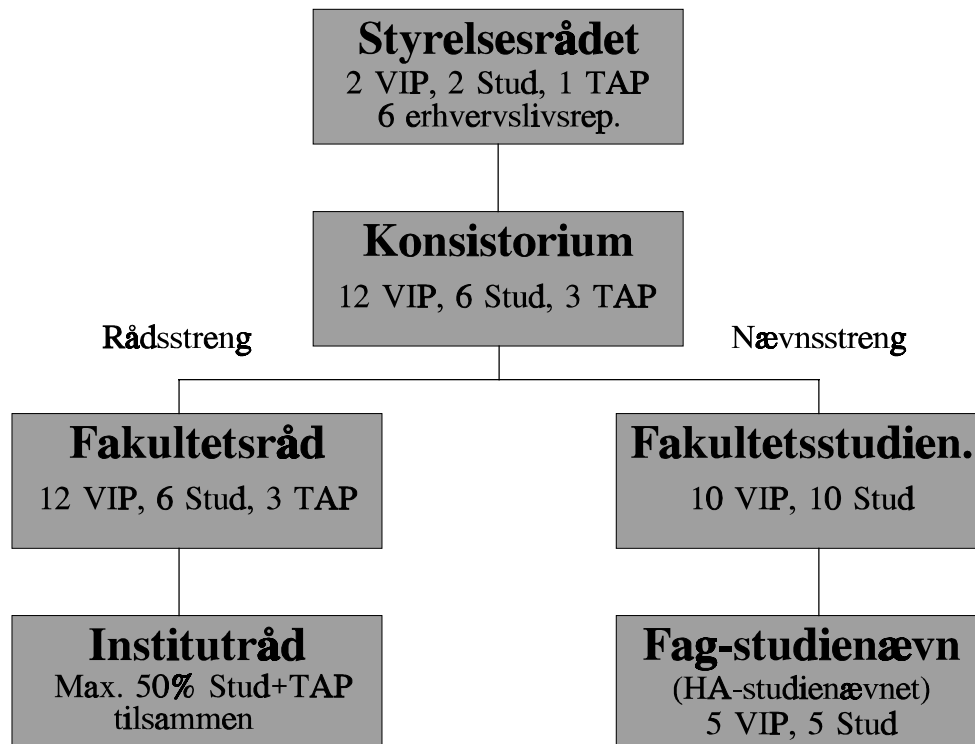 Styrelsesrådet
2 VIP, 2 Stud, 1 TAP
6 erhvervslivsrep.
Konsistorium
12 VIP, 6 Stud, 3 TAP
Rådsstreng
Nævnsstreng
Fakultetsråd
12 VIP, 6 Stud, 3 TAP
Fakultetsstudien.
10 VIP, 10 Stud
Institutråd
Max. 50% Stud+TAP
tilsammen
Fag-studienævn
(HA-studienævnet)
5 VIP, 5 Stud